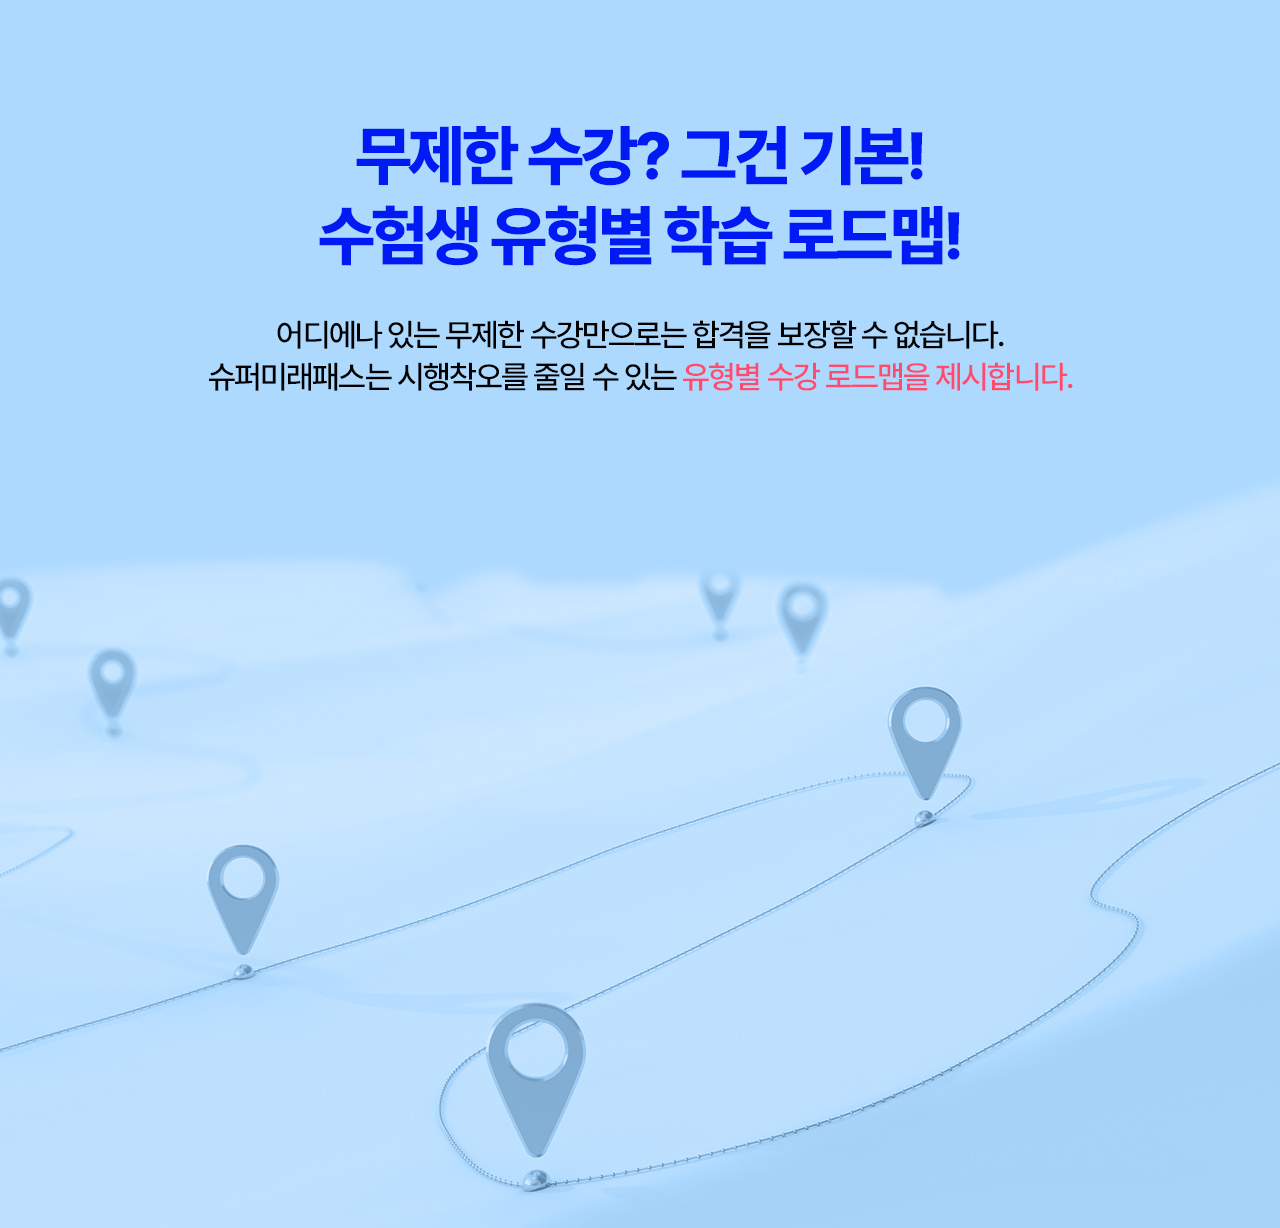 무제한 수강? 그건 기본!
수험생 유형별 학습 로드맵!
어디에나 있는 무제한 수강만으로는 합격을 보장할 수 없습니다.
슈퍼미래패스는 시행착오를 줄일 수 있는 유형별 수강 로드맵을 제시합니다.